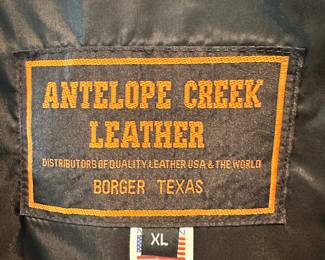 ANTELOPE CREEK
LEATHER
DISTRIBUTORS OF QUALITY LEATHER USA & THE WORLD
BORGER TEXAS
XL